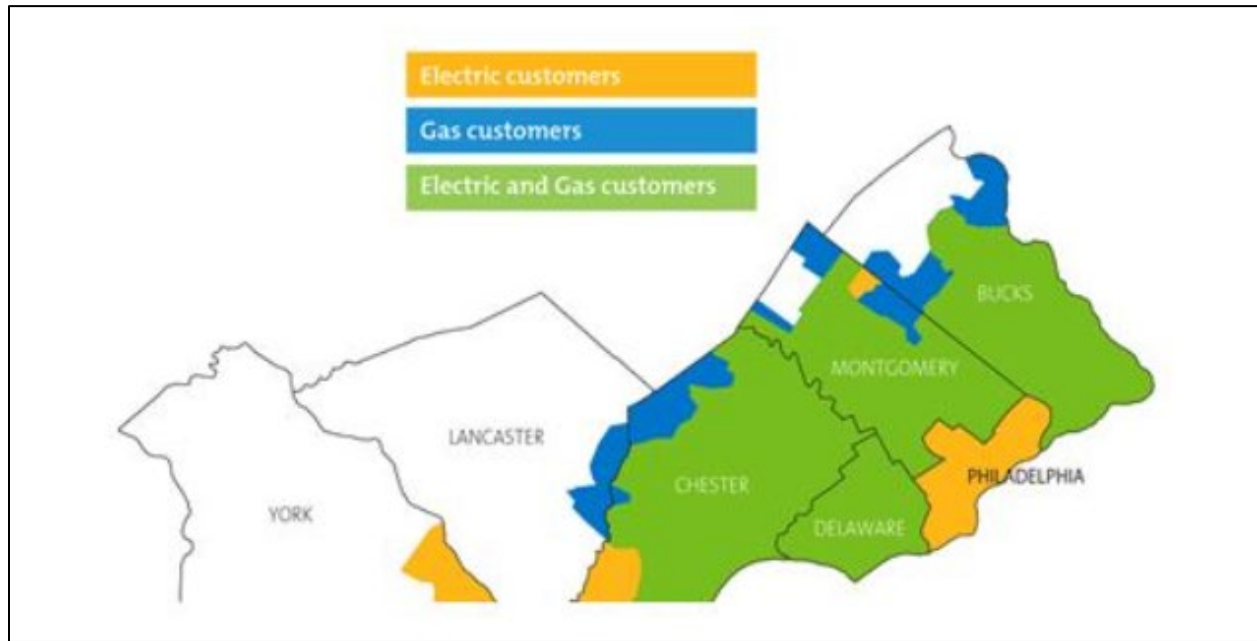 Electric customers
Gas customers
Electric and Gas customers
BUCKS
MONTGOMERY
LANCASTER
PHILADELPHIA
CHESTER
YORK
DELAWARE